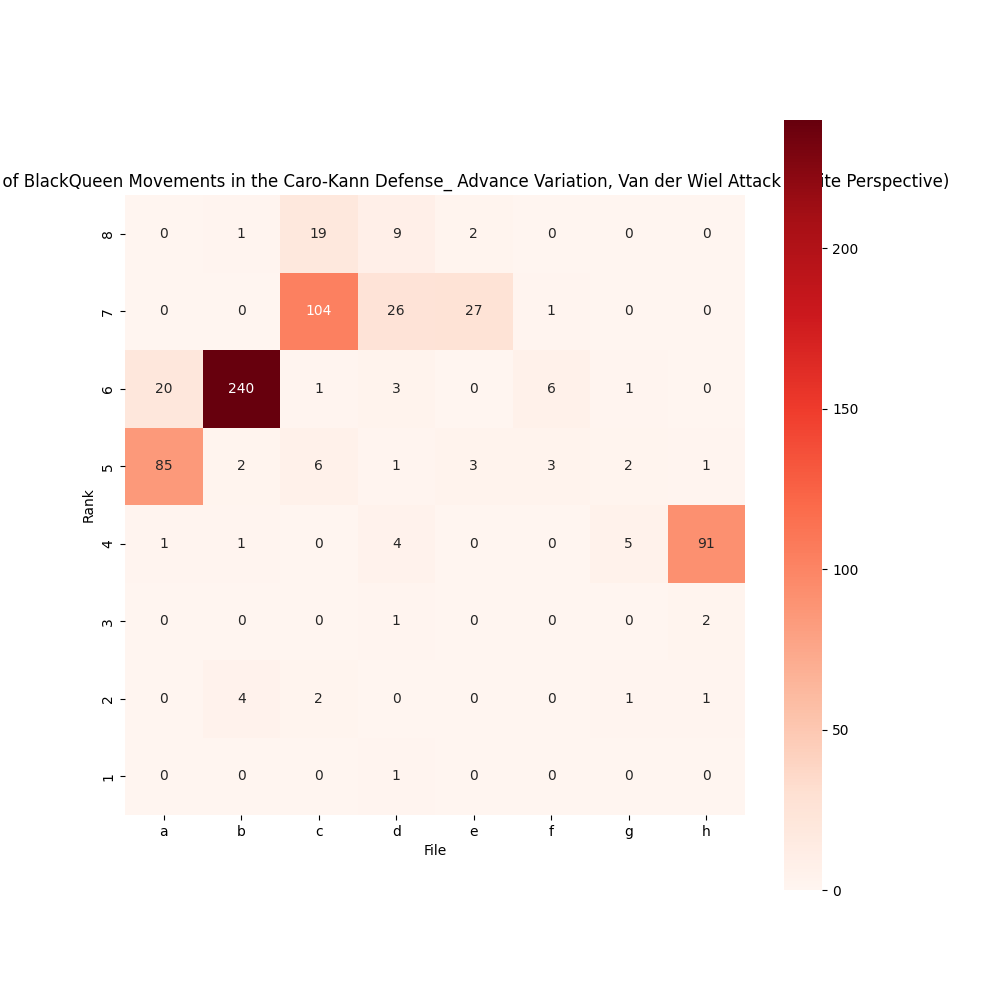 of BlackQueen Movements in the Caro-Kann Defense_ Advance Variation, Van der Wiel Attack ite Perspective)
8 0 1 19 9 2 0 0 0
7 0 0 104 26 27 1 0 0
6 20 240 1 3 0 6 1 0
5 85 2 6 1 3 3 2 1
4 1 1 0 4 0 0 5 91
3 0 0 0 1 0 0 0 2
2 0 4 2 0 0 0 1 1
1 0 0 0 1 0 0 0 0
a b c d e f g h
File
Rank
200
150
100
50
0